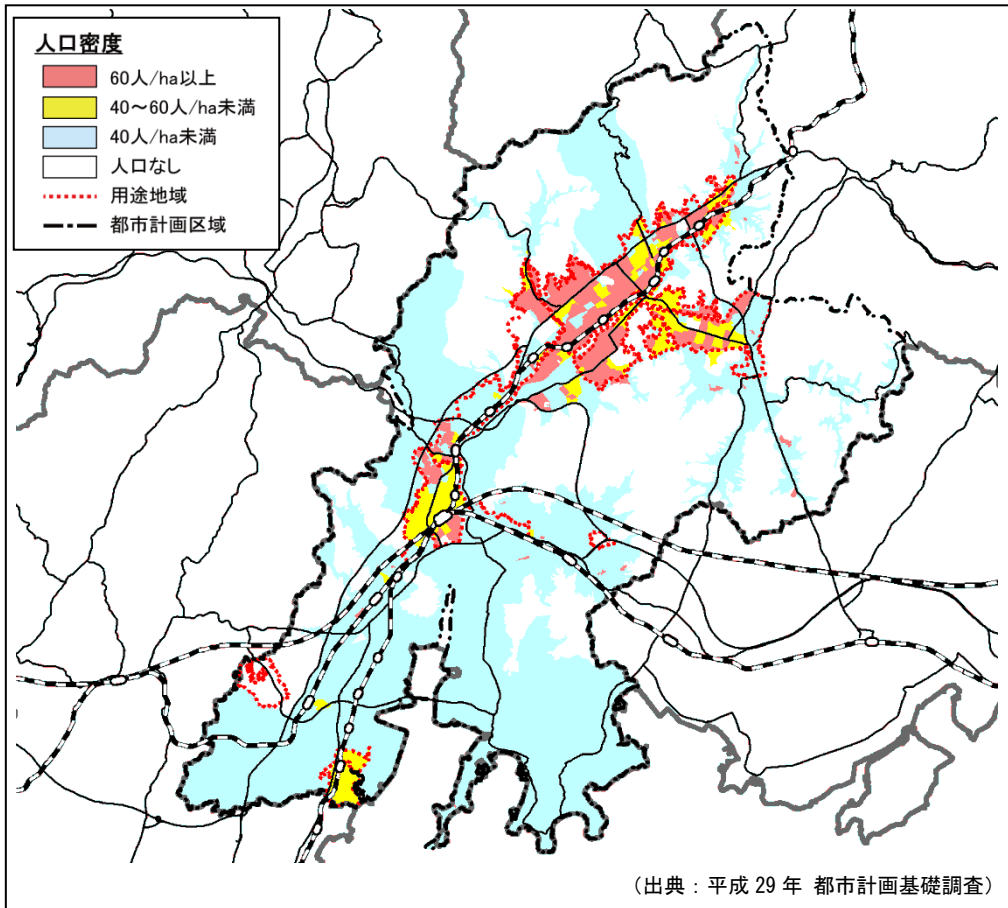 人口密度
60人/ha以上
40～60人/ha未満
40人/ha未満
人口なし
用途地域
都市計画区域
（出典：平成 29 年 都市計画基礎調査）